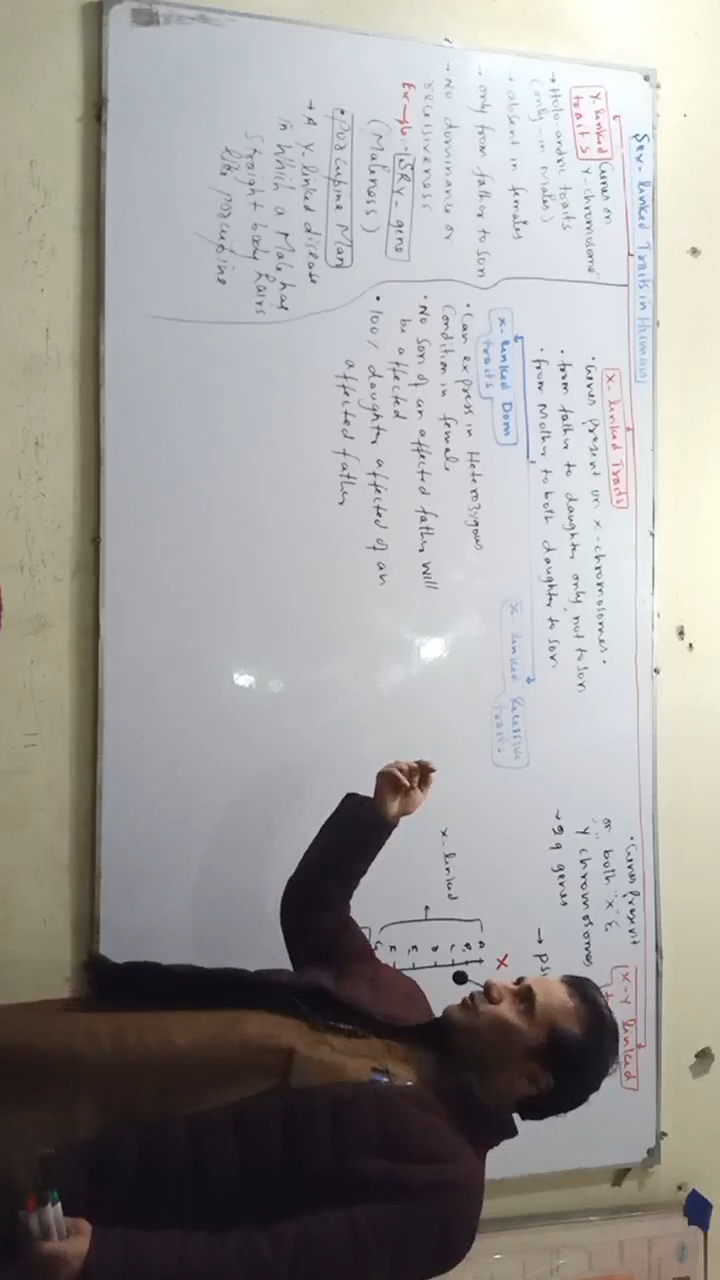 Sex-linked Traits in Human
Y-linked
traits
Genes on
Y-chromosome
→ Holo-andric traits
(only in Males)
→ absent in females
→ only from father to son
→ No dominance or
recessiveness
SRY-gene
(Maleness)
Porcupine Man
→ A Y-linked disease
in which a Male has
straight body hairs
like porcupine
X-linked Traits
• Genes present on X-chromosomes.
• from father to daughter only, not to son
• from Mother to both daughter to son
X-linked Dom
traits
• Can express in Heterozygous
Condition in female
• No son of an affected father will
be affected
• 100% daughter affected of an
affected father
X-linked Recessive
traits
X-Y linked
• Genes present
on both "X" &
Y chromosomes
→ 29 genes
X
X-linked